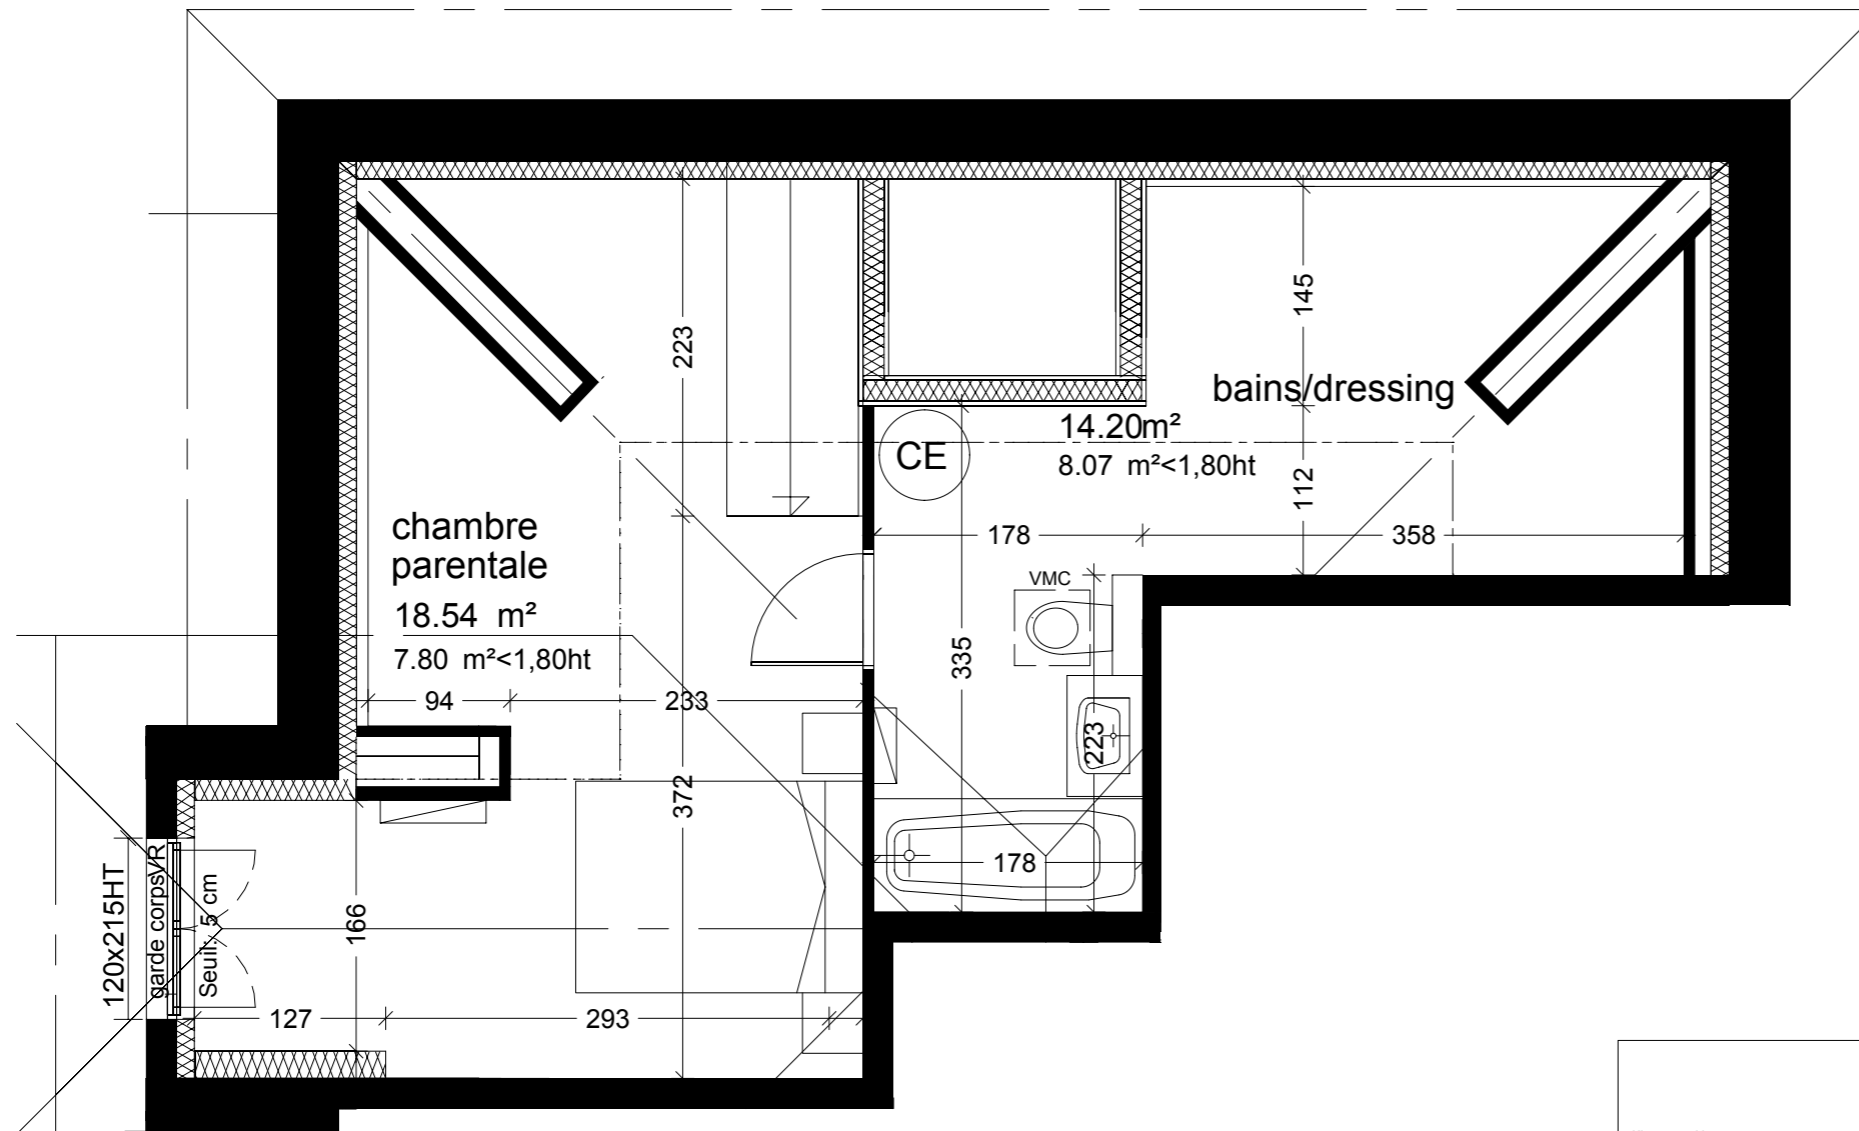 223
145
bains/dressing
14.20m²
8.07 m²<1,80ht
CE
112
chambre
parentale
18.54 m²
7.80 m²<1,80ht
178
358
VMC
335
94
233
223
372
178
120x215HT
garde corpsVR
Seuil: 5 cm
166
127
293